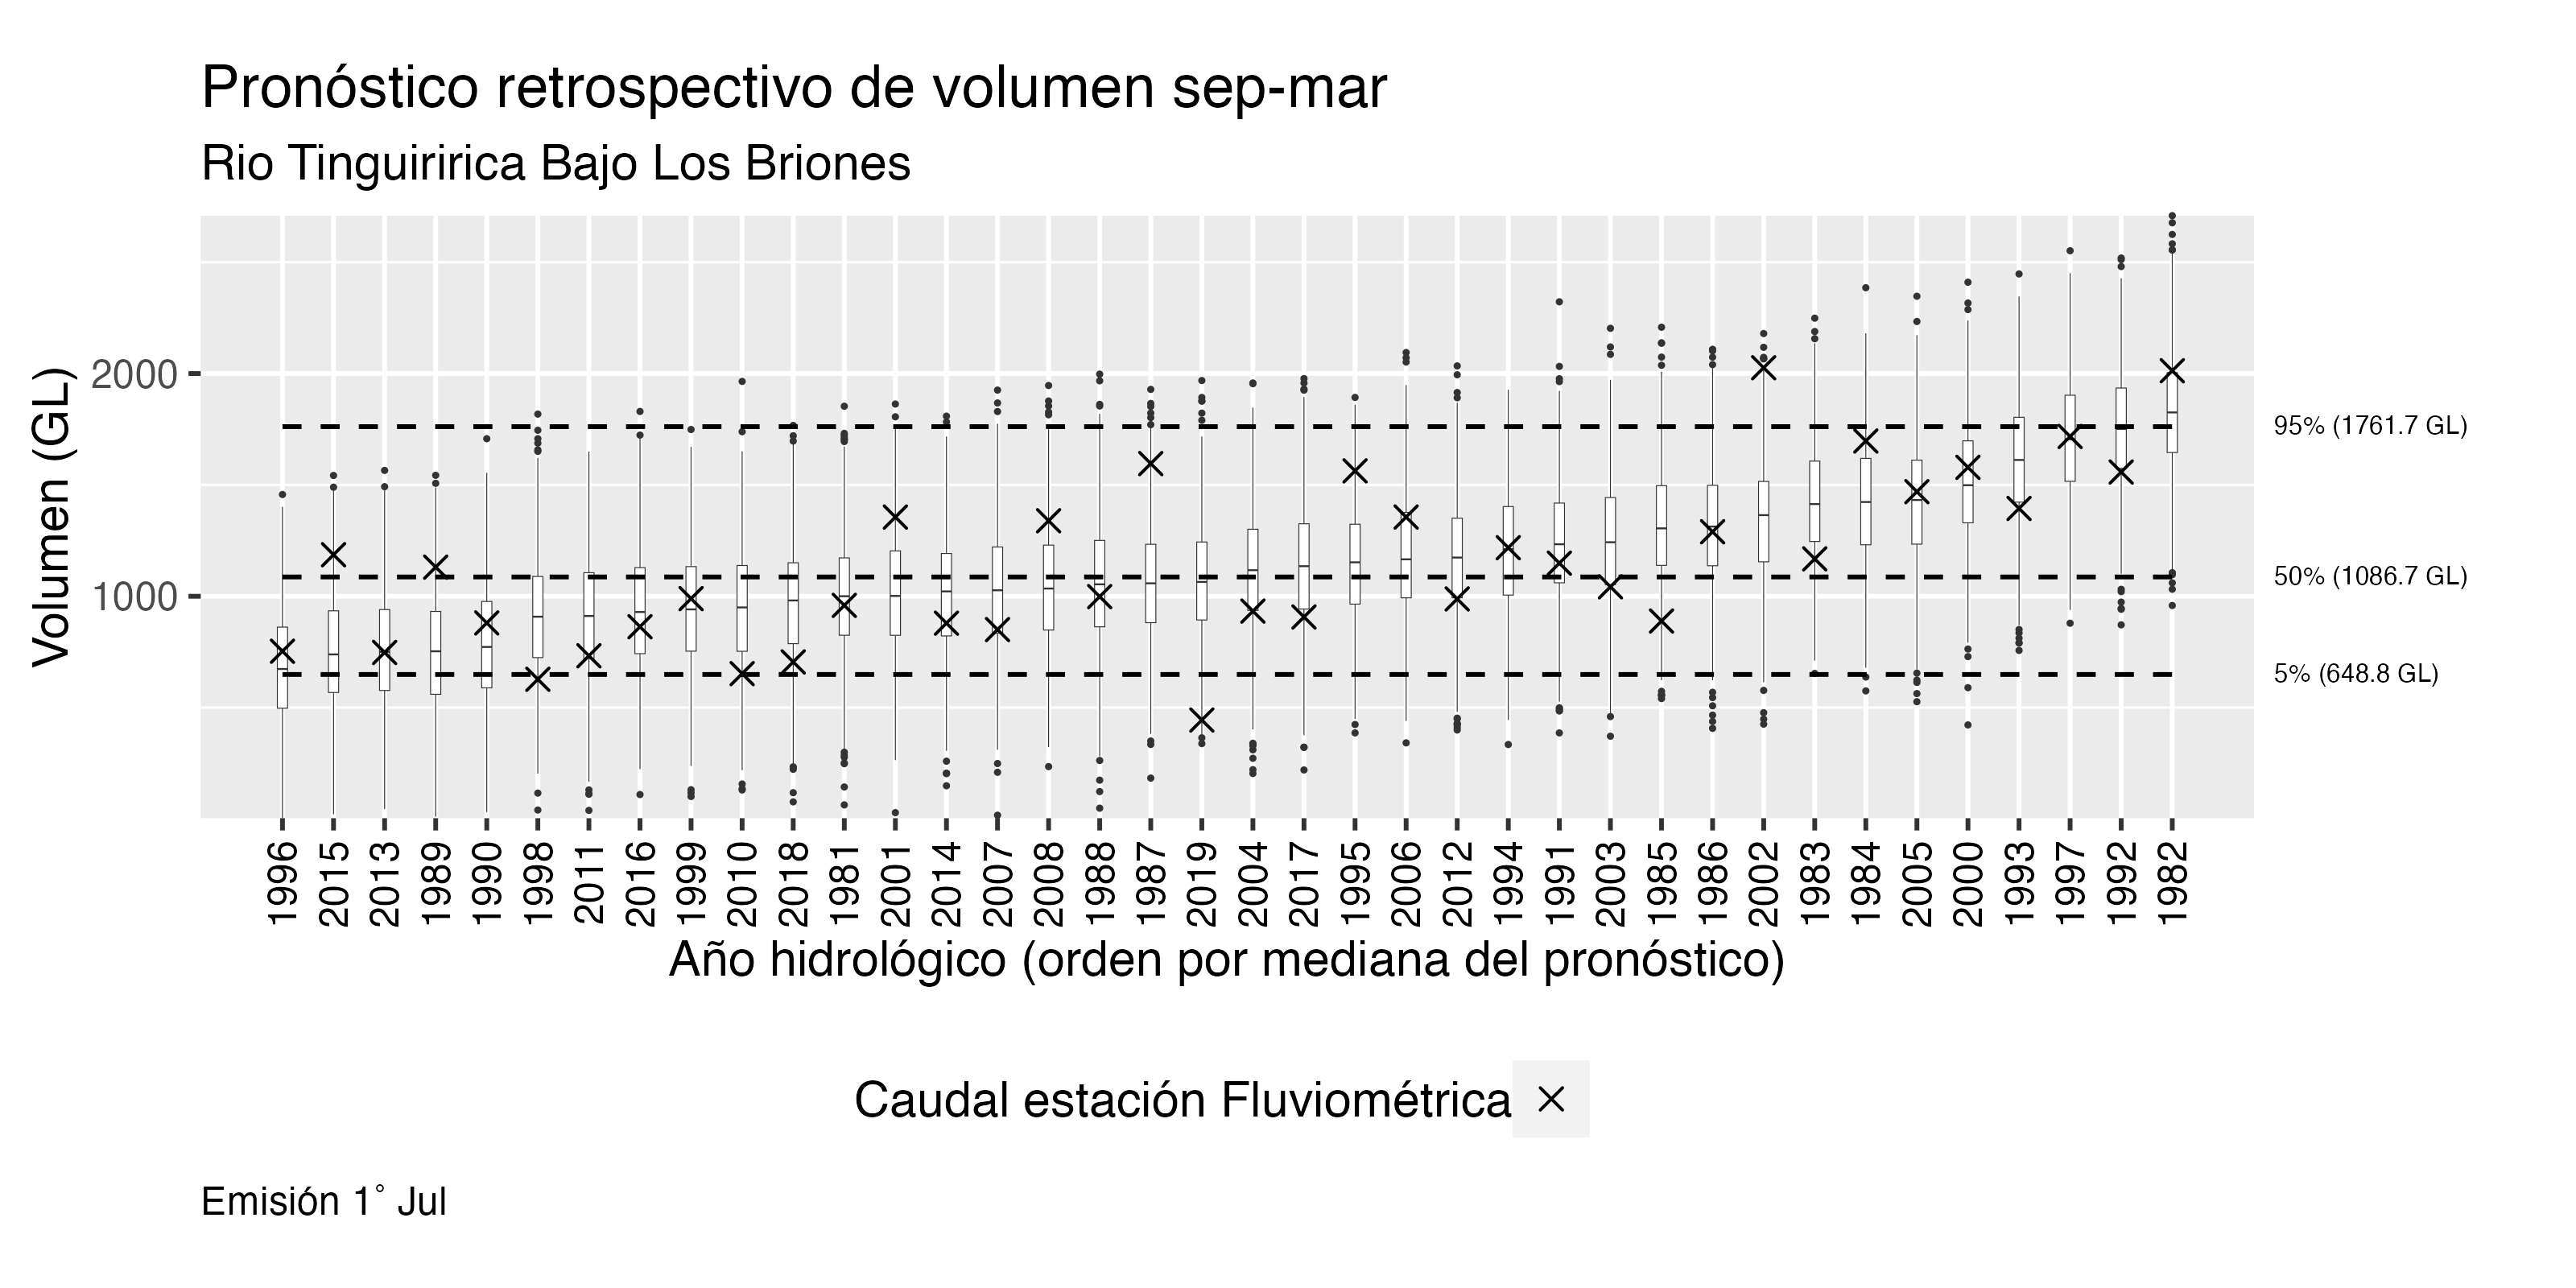 Pronóstico retrospectivo de volumen sep-mar
Rio Tinguiririca Bajo Los Briones
Volumen (GL)
2000
1000
95% (1761.7 GL)
50% (1086.7 GL)
5% (648.8 GL)
1996 2015 2013 1989 1990 1998 2011 2016 1999 2010 2018 1981 2001 2014 2007 2008 1988 1987 2019 2004 2017 1995 2006 2012 1994 1991 2003 1985 1986 2002 1983 1984 2005 2000 1993 1997 1992 1982
Año hidrológico (orden por mediana del pronóstico)
Caudal estación Fluviométrica
Emisión 1° Jul